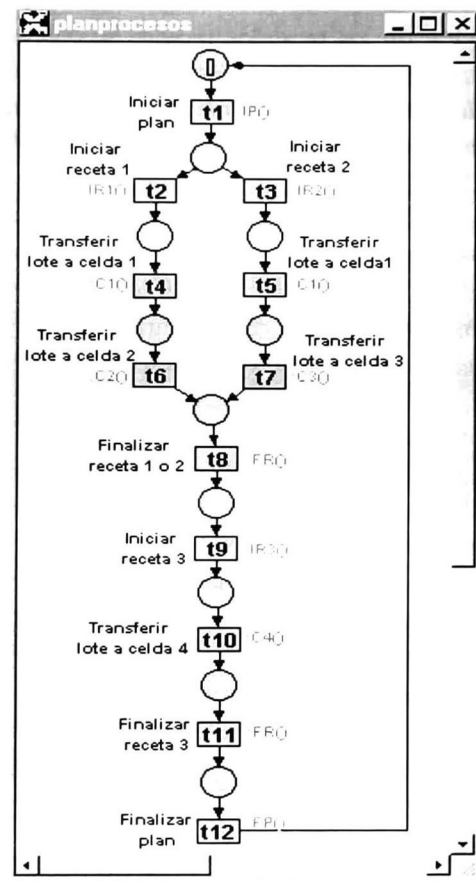 planprocesos
[]
Iniciar
plan
t1
IP()
Iniciar
receta 1
Iniciar
receta 2
IR1()
t2
t3
IR2()
Transferir
lote a celda 1
Transferir
lote a celda1
C1()
t4
t5
C1()
Transferir
lote a celda 2
Transferir
lote a celda 3
C2()
t6
t7
C3()
Finalizar
receta 1 o 2
t8
FR()
Iniciar
receta 3
t9
IR3()
Transferir
lote a celda 4
t10
C4()
Finalizar
receta 3
t11
FR()
Finalizar
plan
t12
FP()